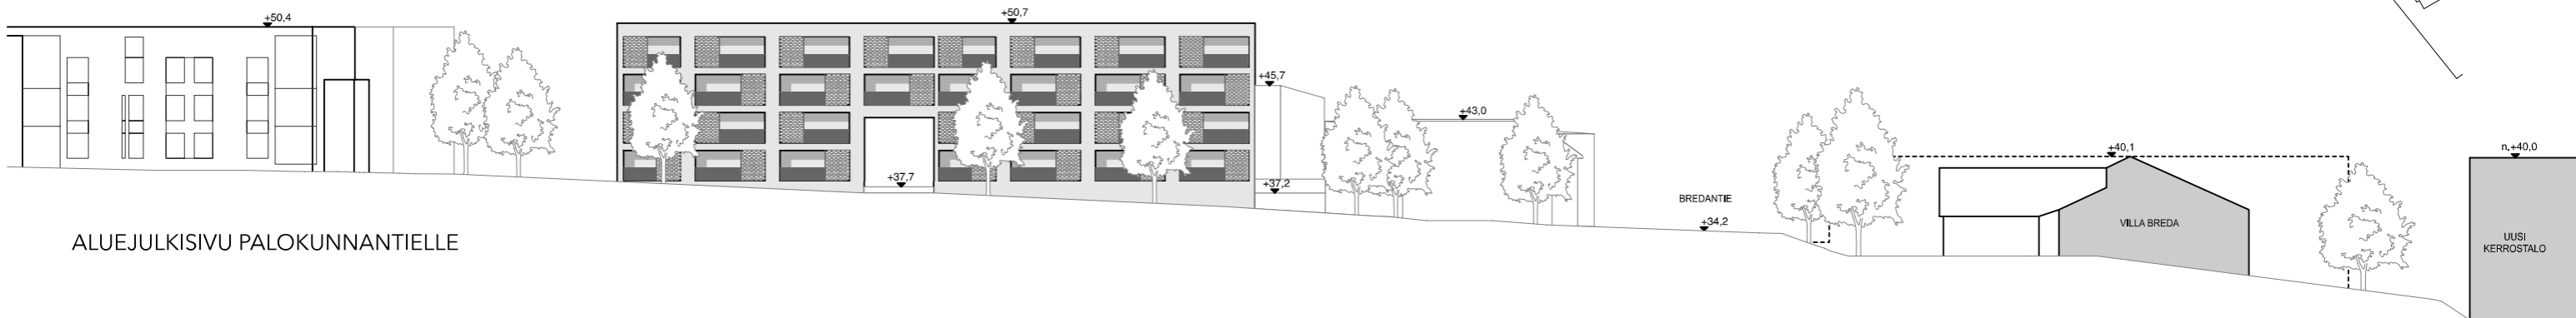 +50,4
+50,7
+45,7
+43,0
+37,7
+37,2
BREDANTIE
+34,2
+40,1
VILLA BREDA
n.+40,0
UUSI
KERROSTALO
ALUEJULKISIVU PALOKUNNANTIELLE